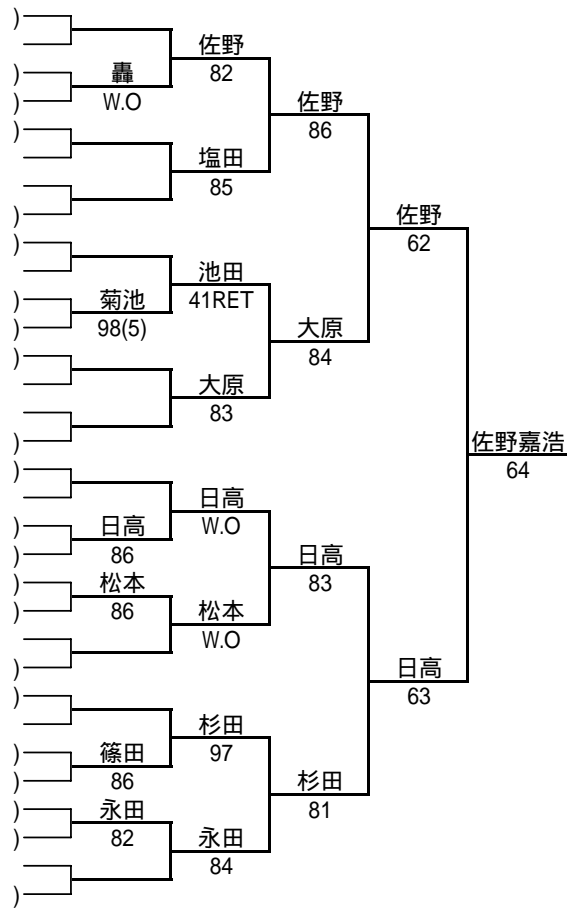 )
佐野
)
轟
82
)
W.O
佐野
)
86
塩田
85
)
佐野
)
62
池田
)
菊池
41RET
)
98(5)
大原
)
84
大原
83
)
佐野嘉浩
)
64
日高
)
日高
W.O
)
86
日高
)
松本
83
)
86
松本
W.O
)
日高
)
63
杉田
)
篠田
97
)
86
杉田
)
永田
81
)
82
永田
84
)